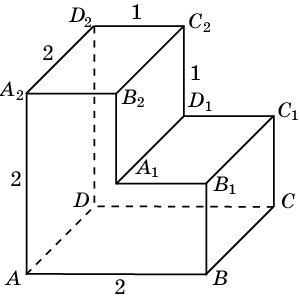 D₂ 1 C₂
2
1
A₂ B₂
D₁ C₁
2 A₁ B₁
D C
A B
2